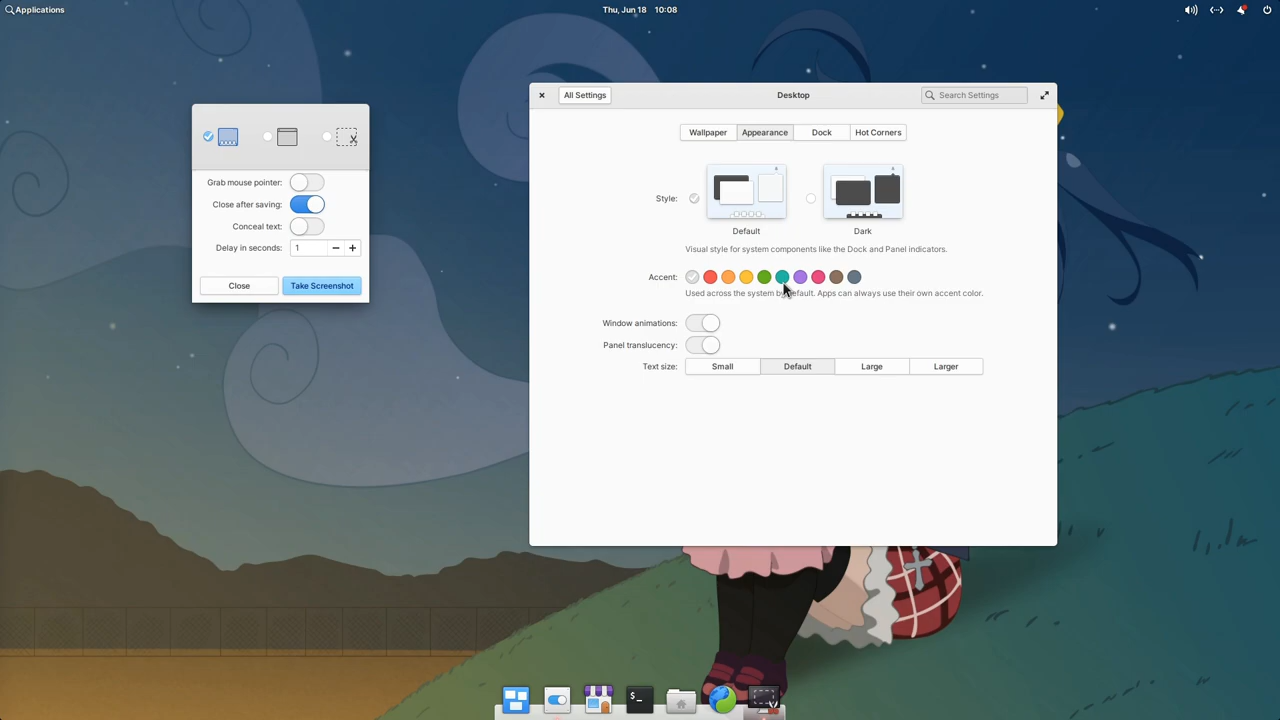 Applications
Thu, Jun 18 10:08
Grab mouse pointer:
Close after saving:
Conceal text:
Delay in seconds: 1
Close
Take Screenshot
All Settings
Desktop
Search Settings
Wallpaper
Appearance
Dock
Hot Corners
Style:
Default
Dark
Visual style for system components like the Dock and Panel indicators.
Accent:
Used across the system by default. Apps can always use their own accent color.
Window animations:
Panel translucency:
Text size:
Small
Default
Large
Larger